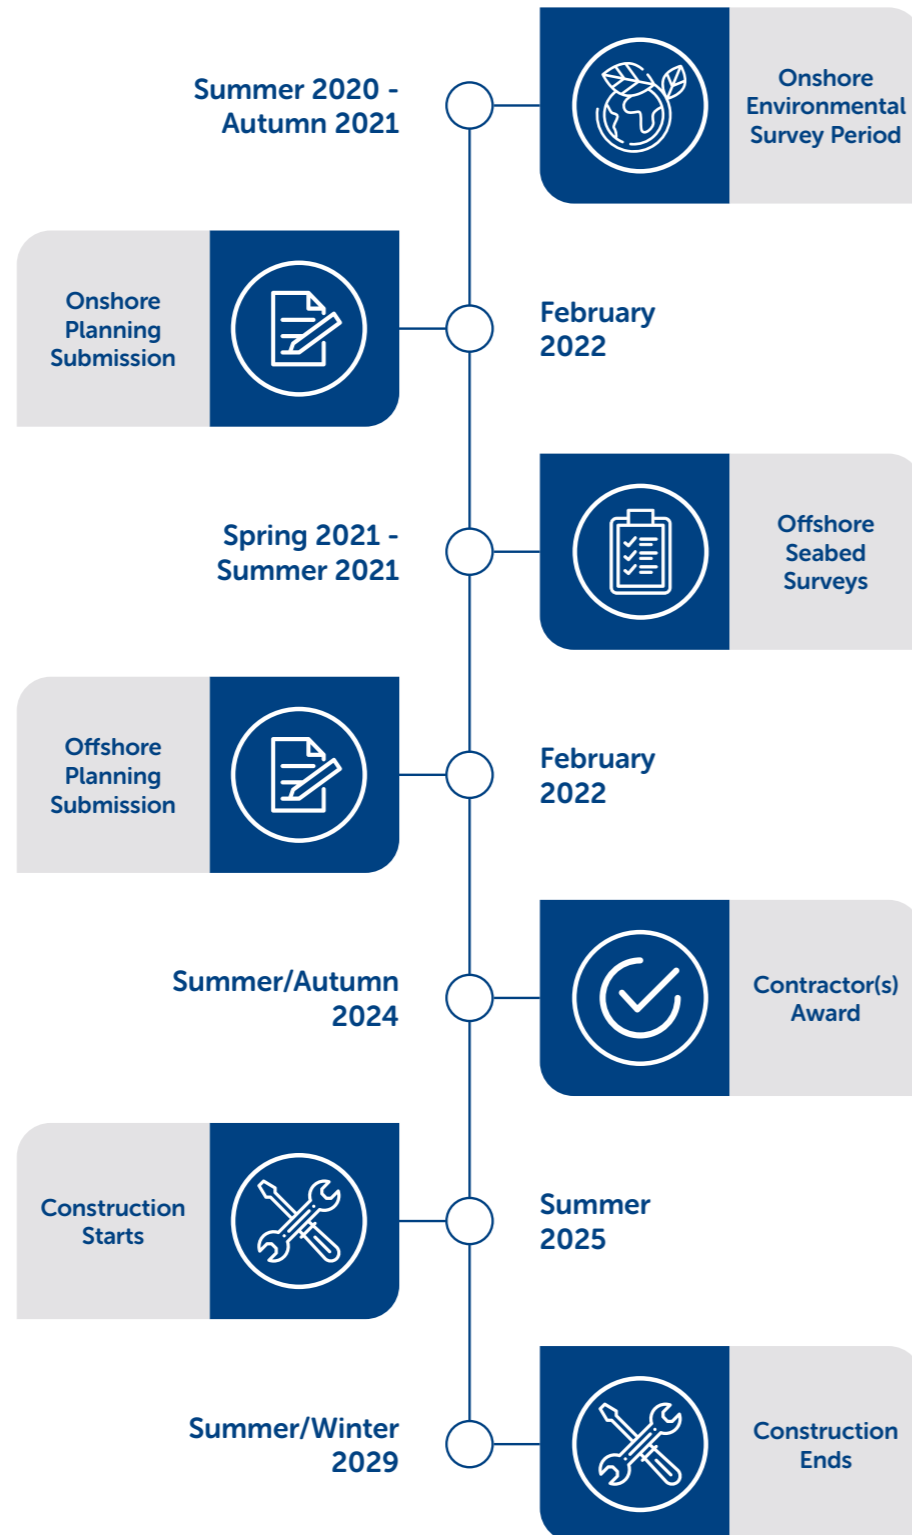 Summer 2020 -
Autumn 2021
Onshore
Environmental
Survey Period
Onshore
Planning
Submission
February
2022
Spring 2021 -
Summer 2021
Offshore
Seabed
Surveys
Offshore
Planning
Submission
February
2022
Summer/Autumn
2024
Contractor(s)
Award
Construction
Starts
Summer
2025
Summer/Winter
2029
Construction
Ends